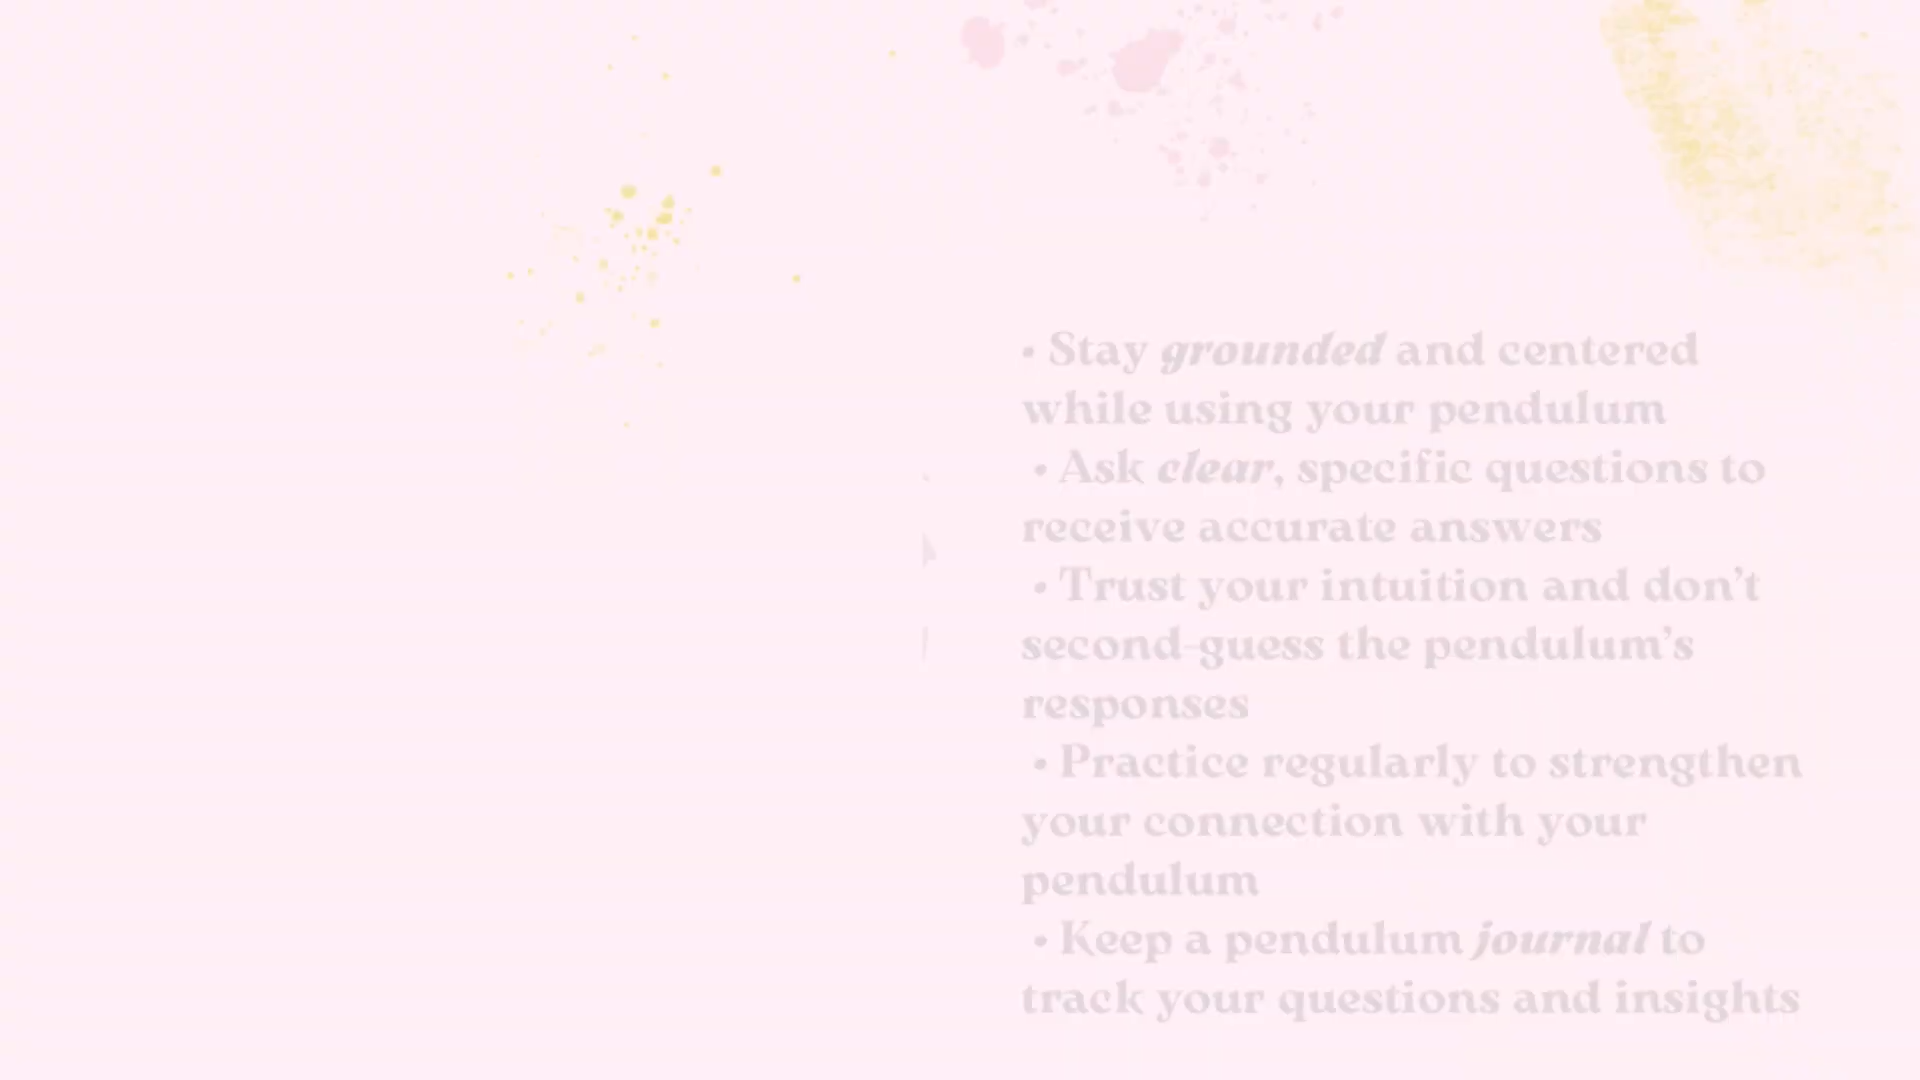 • Stay grounded and centered
while using your pendulum
• Ask clear, specific questions to
receive accurate answers
• Trust your intuition and don’t
second-guess the pendulum’s
responses
• Practice regularly to strengthen
your connection with your
pendulum
• Keep a pendulum journal to
track your questions and insights